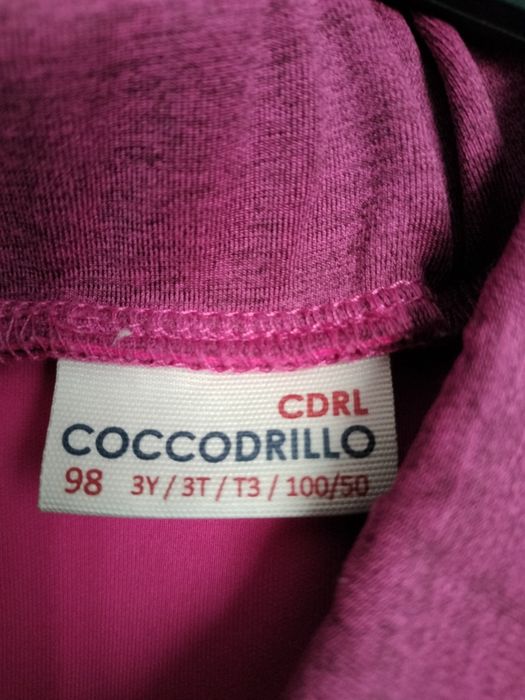 CDRL
COCCODRILLO
98 3Y / 3T / T3 / 100/50